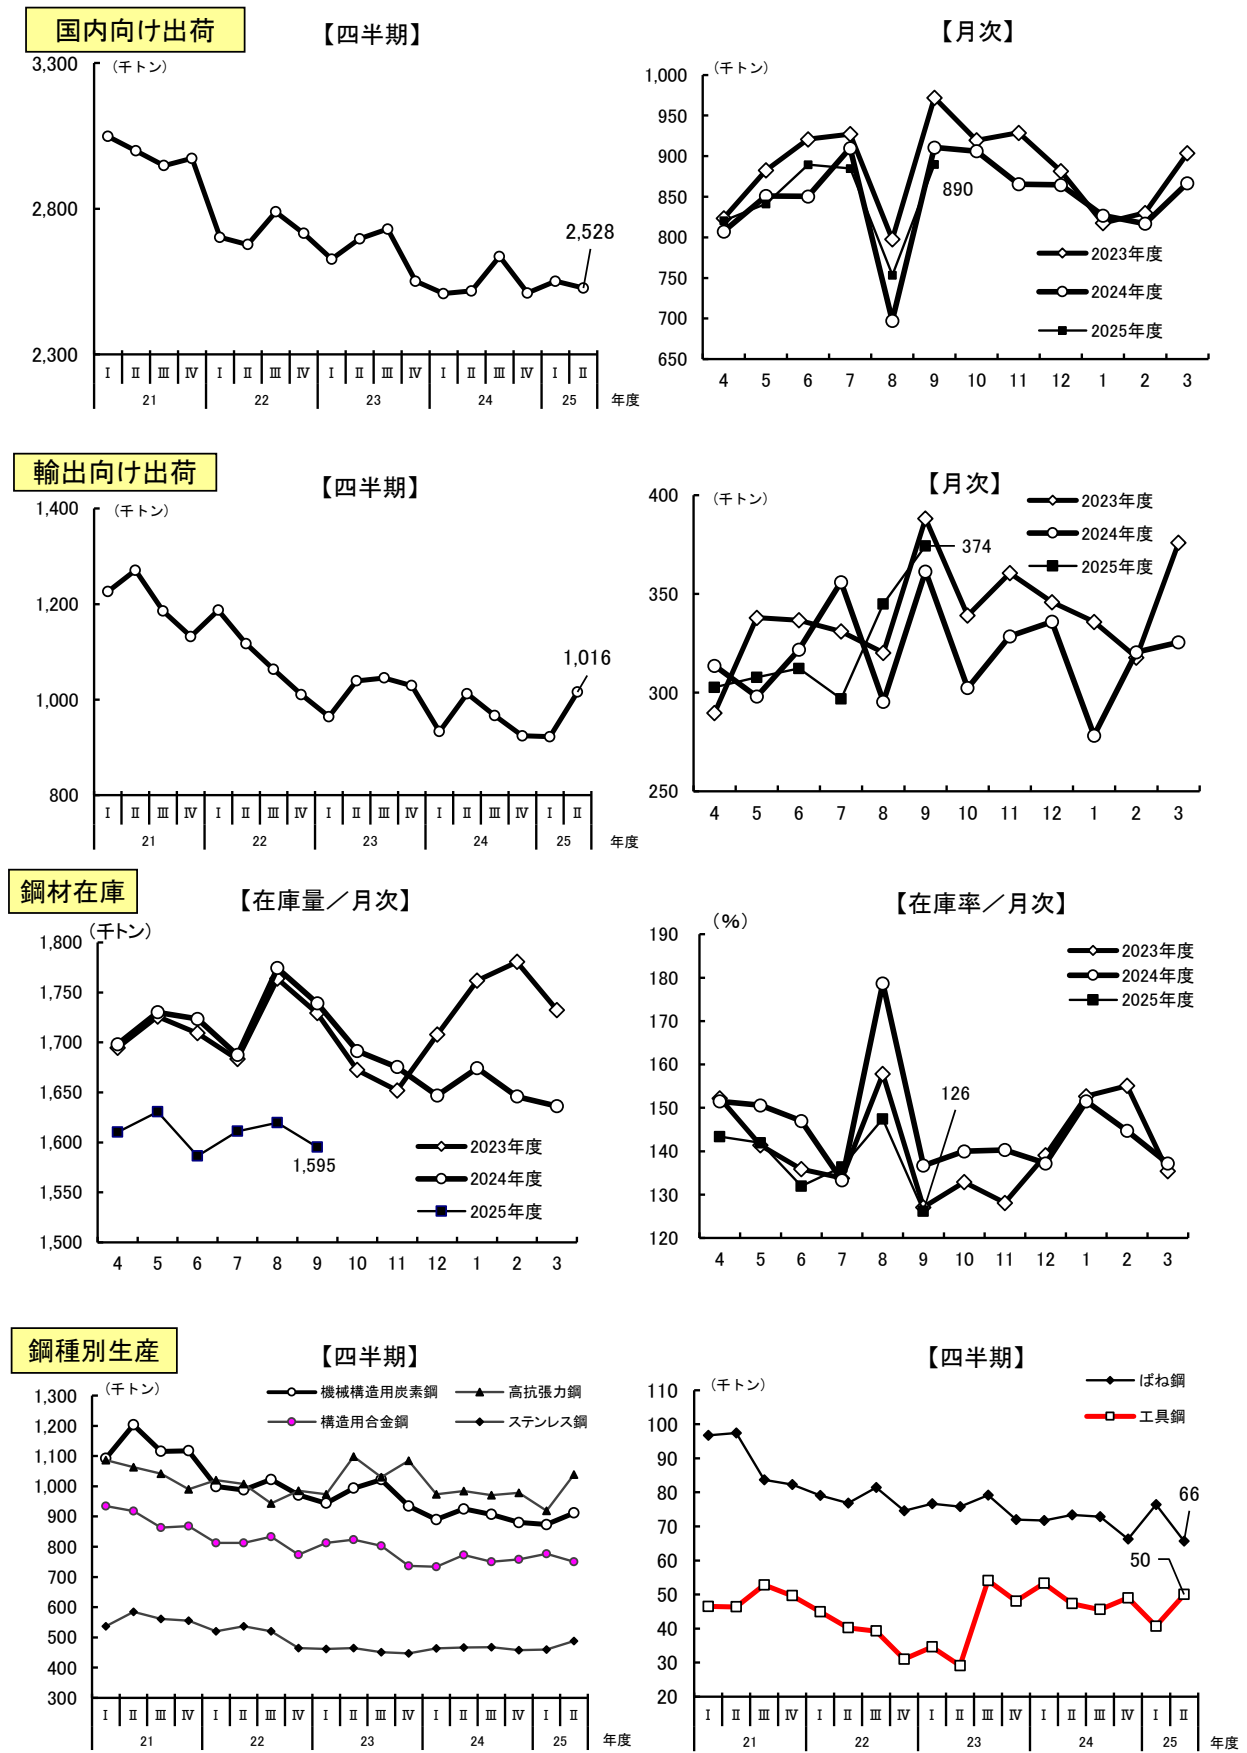 国内向け出荷
【四半期】
（千トン）
3,300
2,800
2,300
2,528
Ⅰ Ⅱ Ⅲ Ⅳ Ⅰ Ⅱ Ⅲ Ⅳ Ⅰ Ⅱ Ⅲ Ⅳ Ⅰ Ⅱ Ⅲ Ⅳ Ⅰ Ⅱ
21 22 23 24 25 年度
【月次】
（千トン）
1,000
950
900
850
800
750
700
650
890
2023年度
2024年度
2025年度
4 5 6 7 8 9 10 11 12 1 2 3
輸出向け出荷
【四半期】
（千トン）
1,400
1,200
1,000
800
1,016
Ⅰ Ⅱ Ⅲ Ⅳ Ⅰ Ⅱ Ⅲ Ⅳ Ⅰ Ⅱ Ⅲ Ⅳ Ⅰ Ⅱ Ⅲ Ⅳ Ⅰ Ⅱ
21 22 23 24 25 年度
【月次】
（千トン）
400
350
300
250
374
2023年度
2024年度
2025年度
4 5 6 7 8 9 10 11 12 1 2 3
鋼材在庫
【在庫量／月次】
（千トン）
1,800
1,750
1,700
1,650
1,600
1,550
1,500
1,595
2023年度
2024年度
2025年度
4 5 6 7 8 9 10 11 12 1 2 3
【在庫率／月次】
（%）
190
180
170
160
150
140
130
120
126
2023年度
2024年度
2025年度
4 5 6 7 8 9 10 11 12 1 2 3
鋼種別生産
【四半期】
（千トン）
機械構造用炭素鋼 高抗張力鋼
構造用合金鋼 ステンレス鋼
1,300
1,200
1,100
1,000
900
800
700
600
500
400
300
Ⅰ Ⅱ Ⅲ Ⅳ Ⅰ Ⅱ Ⅲ Ⅳ Ⅰ Ⅱ Ⅲ Ⅳ Ⅰ Ⅱ Ⅲ Ⅳ Ⅰ Ⅱ
21 22 23 24 25 年度
【四半期】
（千トン）
ばね鋼
工具鋼
110
100
90
80
70
60
50
40
30
20
66
50
Ⅰ Ⅱ Ⅲ Ⅳ Ⅰ Ⅱ Ⅲ Ⅳ Ⅰ Ⅱ Ⅲ Ⅳ Ⅰ Ⅱ Ⅲ Ⅳ Ⅰ Ⅱ
21 22 23 24 25 年度